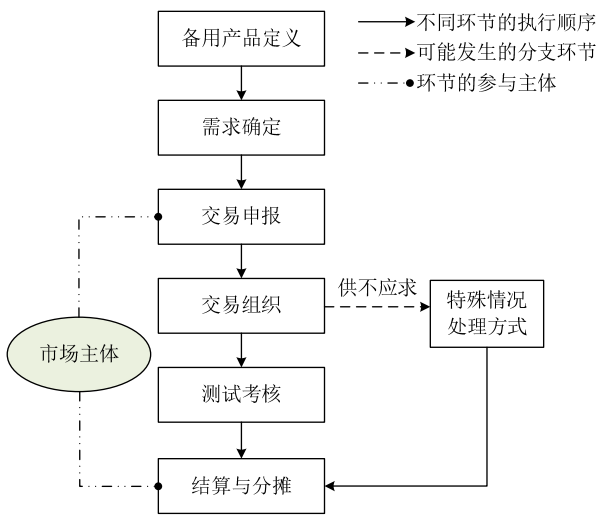 备用产品定义
不同环节的执行顺序
可能发生的分支环节
环节的参与主体
需求确定
交易申报
交易组织
供不应求
特殊情况
处理方式
市场主体
测试考核
结算与分摊